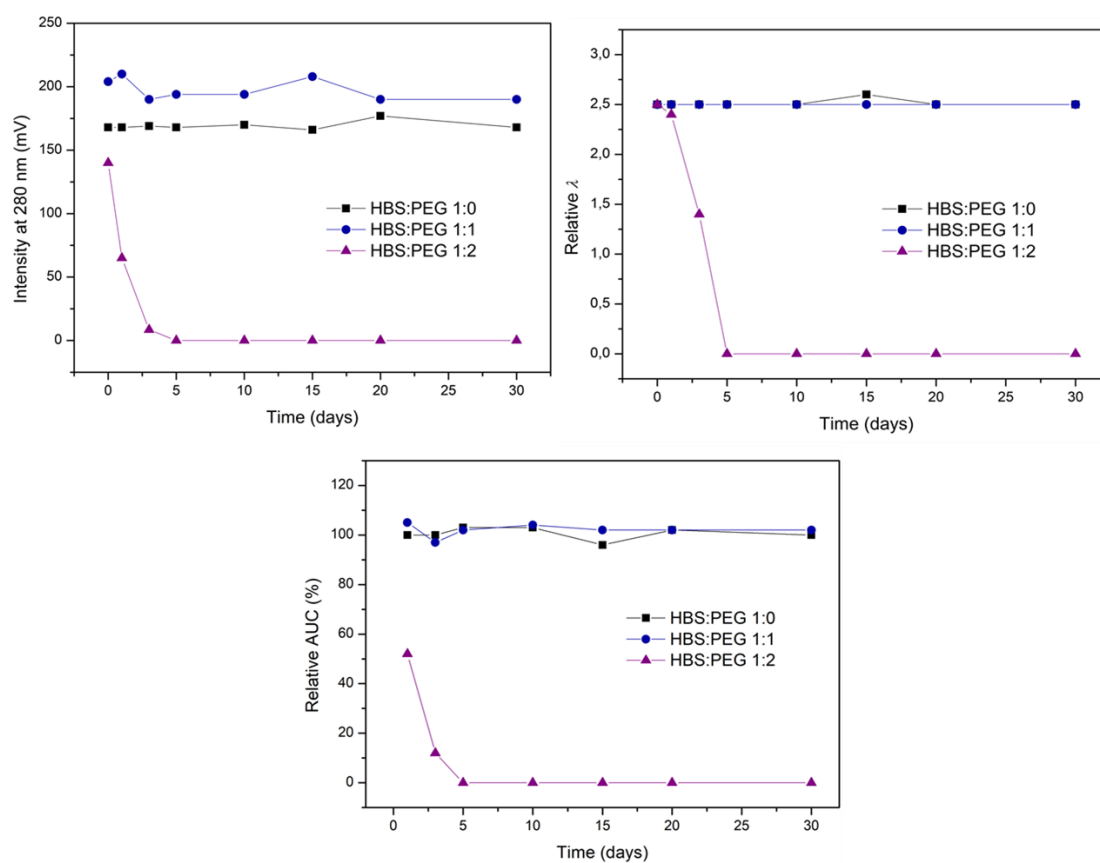 250
200
150
100
50
0
Intensity at 280 nm (mV)
HBS:PEG 1:0
HBS:PEG 1:1
HBS:PEG 1:2
0 5 10 15 20 25 30
Time (days)
3,0
2,5
2,0
1,5
1,0
0,5
0,0
Relative λ
HBS:PEG 1:0
HBS:PEG 1:1
HBS:PEG 1:2
0 5 10 15 20 25 30
Time (days)
120
100
80
60
40
20
0
Relative AUC (%)
HBS:PEG 1:0
HBS:PEG 1:1
HBS:PEG 1:2
0 5 10 15 20 25 30
Time (days)